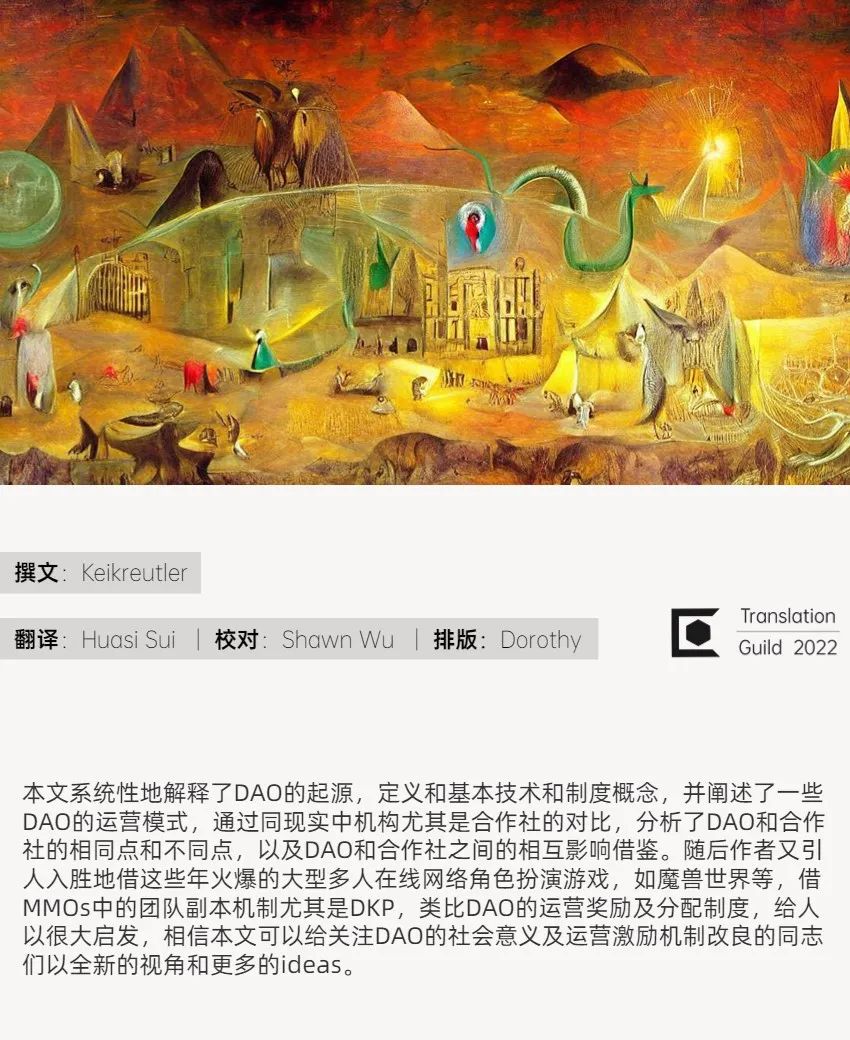 撰文：Keikreutler
翻译：Huasi Sui ｜校对：Shawn Wu ｜排版：Dorothy
Translation
Guild 2022
本文系统性地解释了DAO的起源，定义和基本技术和制度概念，并阐述了一些
DAO的运营模式，通过同现实中机构尤其是合作社的对比，分析了DAO和合作
社的相同点和不同点，以及DAO和合作社之间的相互影响借鉴。随后作者又引
人入胜地借这些年火爆的大型多人在线网络角色扮演游戏，如魔兽世界等，借
MMOs中的团队副本机制尤其是DKP，类比DAO的运营奖励及分配制度，给人
以很大启发，相信本文可以给关注DAO的社会意义及运营激励机制改良的同志
们以全新的视角和更多的ideas。